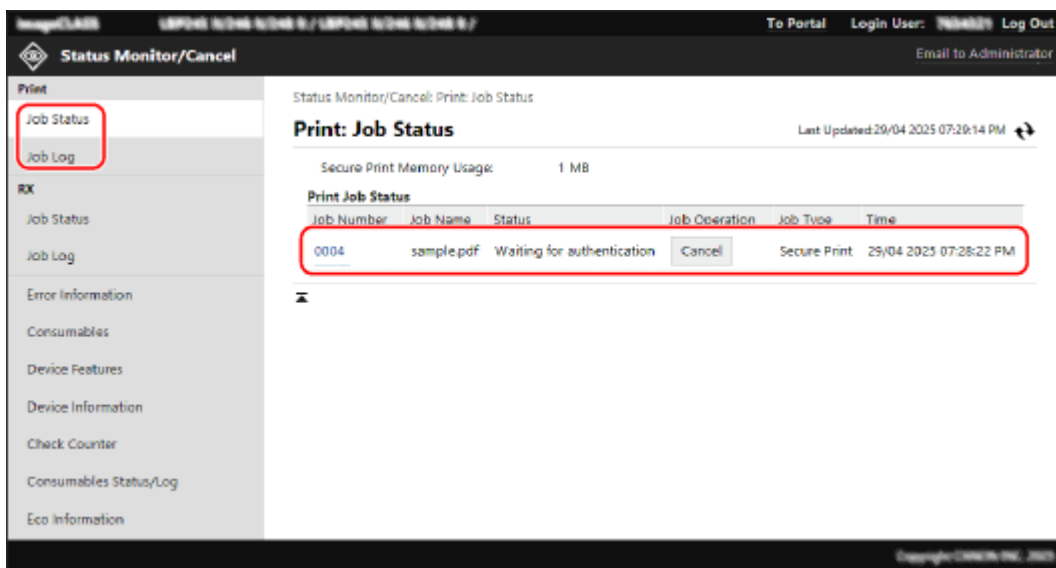 To Portal Login User: Log Out
Status Monitor/Cancel Email to Administrator
Print
Job Status
Job Log
RX
Job Status
Job Log
Error Information
Consumables
Device Features
Device Information
Check Counter
Consumables Status/Log
Eco Information
Status Monitor/Cancel: Print: Job Status
Print: Job Status Last Updated:29/04 2025 07:29:14 PM
Secure Print Memory Usage: 1 MB
Print Job Status
Job Number Job Name Status Job Operation Job Type Time
0004 sample.pdf Waiting for authentication Cancel Secure Print 29/04 2025 07:28:22 PM